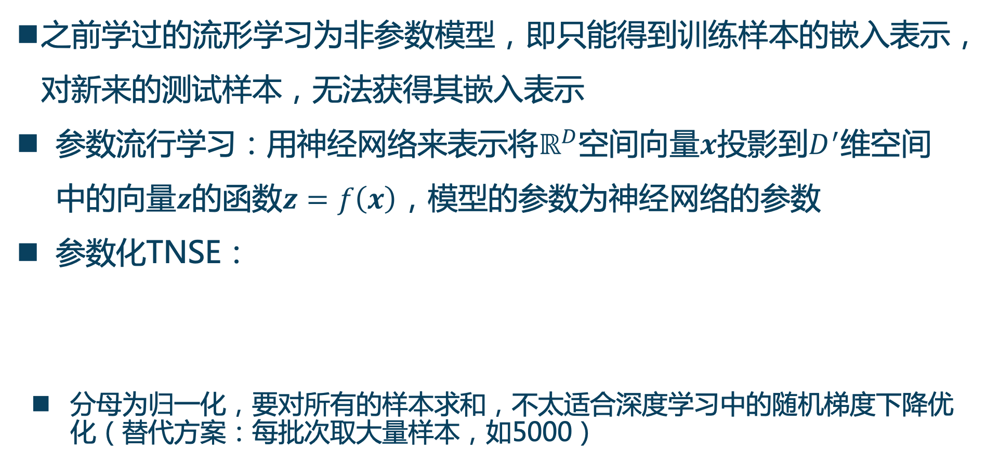 ■之前学过的流形学习为非参数模型，即只能得到训练样本的嵌入表示，
对新来的测试样本，无法获得其嵌入表示
■ 参数流行学习：用神经网络来表示将ℝᴰ空间向量𝒙投影到𝐷′维空间
中的向量𝒛的函数𝒛 = 𝑓(𝒙)，模型的参数为神经网络的参数
■ 参数化TNSE：
■ 分母为归一化，要对所有的样本求和，不太适合深度学习中的随机梯度下降优
化（替代方案：每批次取大量样本，如5000）